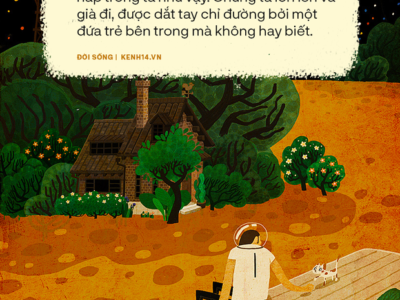 nấp trong ta như vậy. Chúng ta lớn lên và
già đi, được dắt tay chỉ đường bởi một
đứa trẻ bên trong mà không hay biết.
ĐỜI SỐNG | KENH14.VN